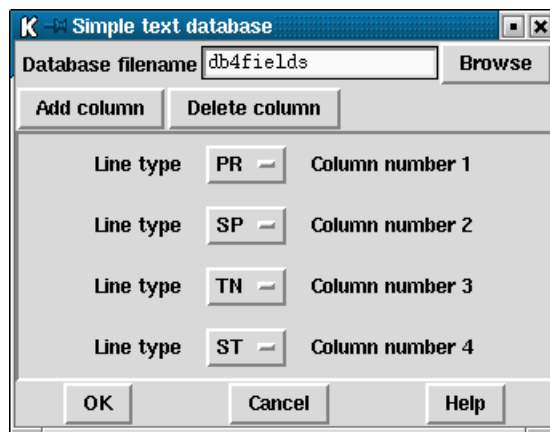 Simple text database
Database filename db4fields Browse
Add column Delete column
Line type PR Column number 1
Line type SP Column number 2
Line type TN Column number 3
Line type ST Column number 4
OK Cancel Help